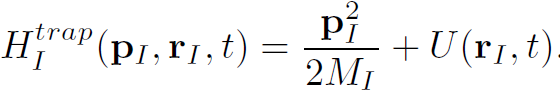 $H_I^{trap}(\mathbf{p}_I, \mathbf{r}_I, t) = \frac{\mathbf{p}_I^2}{2M_I} + U(\mathbf{r}_I, t).$